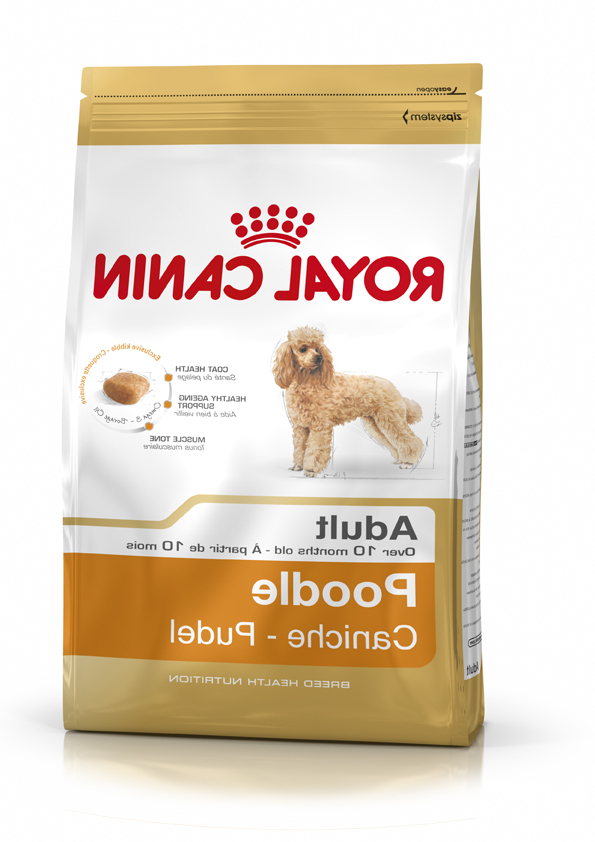 easyopen
zipsystem
ROYAL CANIN
Exclusive kibble - Croquette exclusive
COAT HEALTH
Santé du pelage
HEALTHY AGEING
SUPPORT
Aide à bien vieillir
MUSCLE TONE
Tonus musculaire
Adult
Over 10 months old - À partir de 10 mois
Poodle
Caniche - Pudel
BREED HEALTH NUTRITION
Adult